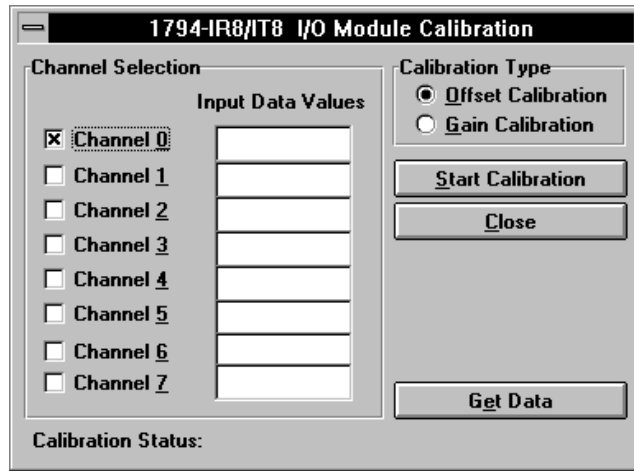 1794-IR8/IT8 I/O Module Calibration
Channel Selection
Input Data Values
Channel 0
Channel 1
Channel 2
Channel 3
Channel 4
Channel 5
Channel 6
Channel 7
Calibration Type
Offset Calibration
Gain Calibration
Start Calibration
Close
Get Data
Calibration Status: